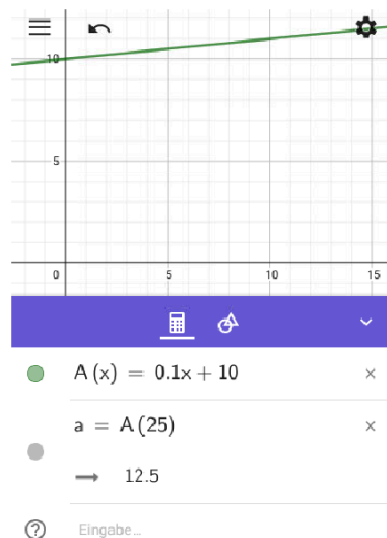 10
5
0 5 10 15
A(x) = 0.1x + 10
a = A(25)
→ 12.5
Eingabe...